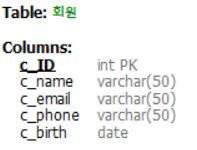 Table: 회원
Columns:
c_ID int PK
c_name varchar(50)
c_email varchar(50)
c_phone varchar(50)
c_birth date